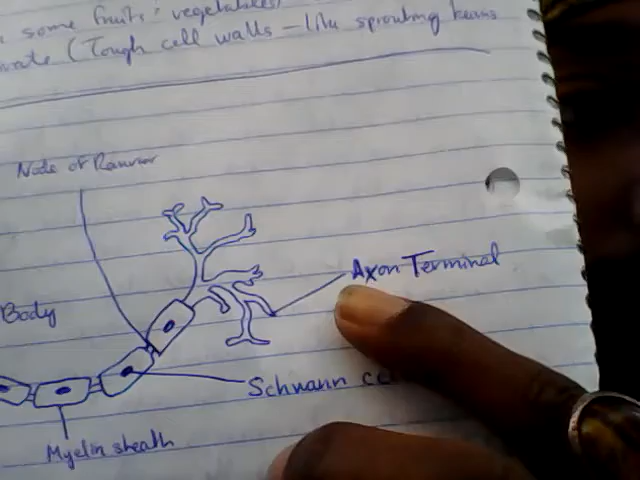 some fruits, vegetables)
(Tough cell walls - like sprouting beans
Node of Ranvier
Axon Terminal
Body
Schwann
Myelin sheath